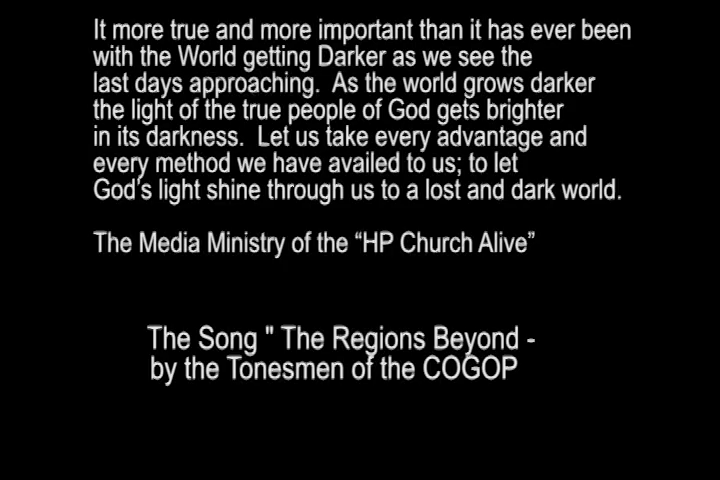 It more true and more important than it has ever been
with the World getting Darker as we see the
last days approaching.  As the world grows darker
the light of the true people of God gets brighter
in its darkness.  Let us take every advantage and
every method we have availed to us; to let
God's light shine through us to a lost and dark world.
The Media Ministry of the “HP Church Alive”
The Song " The Regions Beyond -
by the Tonesmen of the COGOP